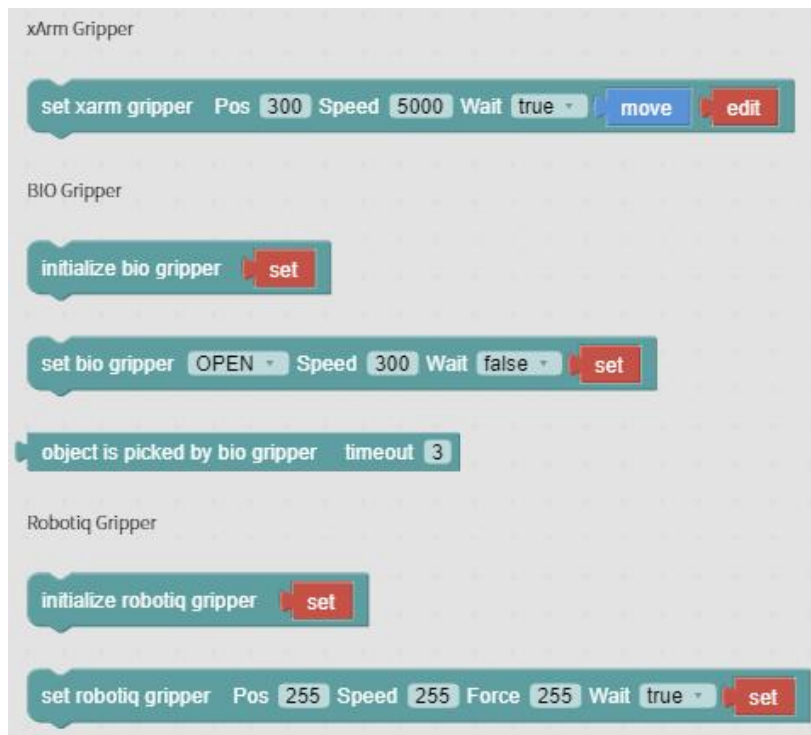 xArm Gripper
set xarm gripper Pos 300 Speed 5000 Wait true move edit
BIO Gripper
initialize bio gripper set
set bio gripper OPEN Speed 300 Wait false set
object is picked by bio gripper timeout 3
Robotiq Gripper
initialize robotiq gripper set
set robotiq gripper Pos 255 Speed 255 Force 255 Wait true set